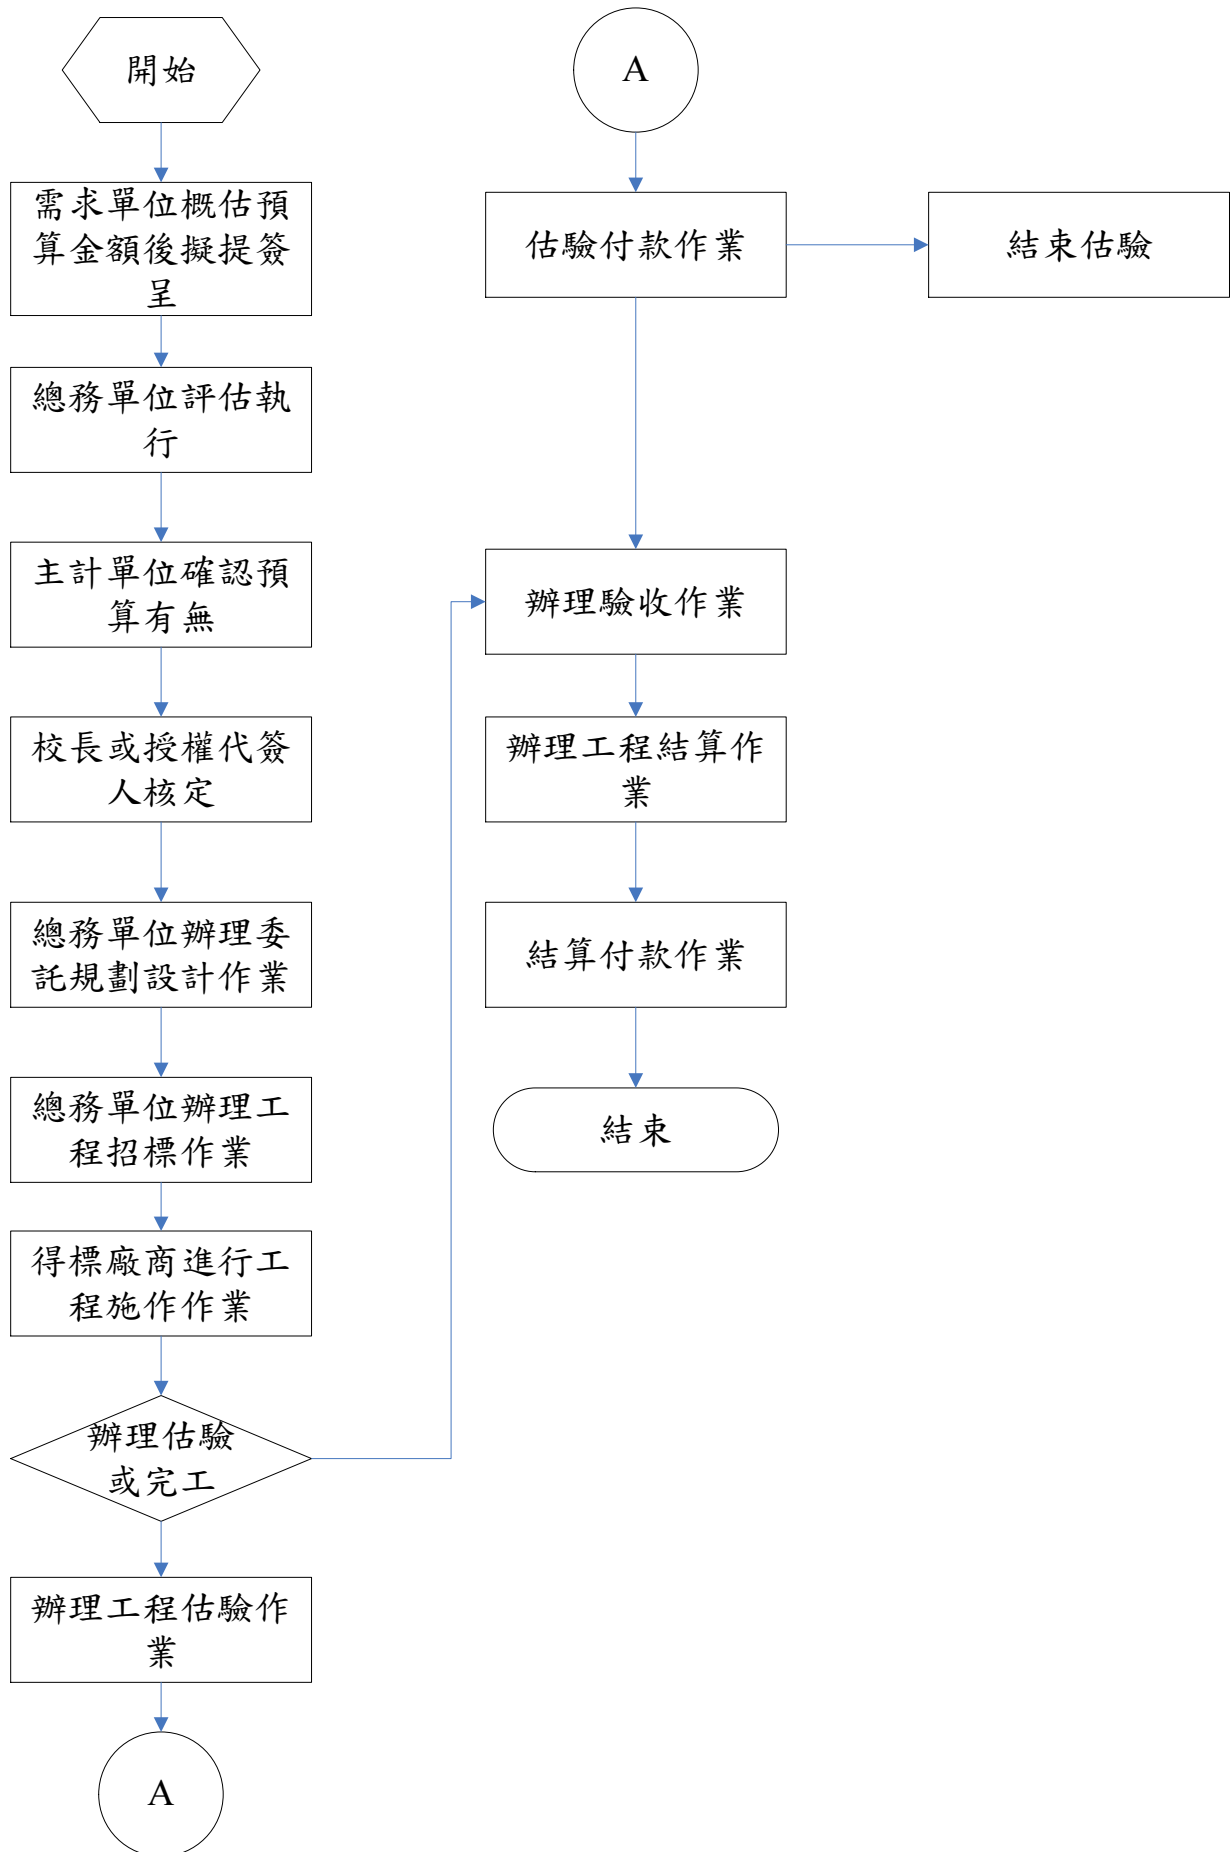 開始
需求單位概估預
算金額後擬提簽
呈
總務單位評估執
行
主計單位確認預
算有無
校長或授權代簽
人核定
總務單位辦理委
託規劃設計作業
總務單位辦理工
程招標作業
得標廠商進行工
程施作作業
辦理估驗
或完工
辦理工程估驗作
業
A
A
估驗付款作業
結束估驗
辦理驗收作業
辦理工程結算作
業
結算付款作業
結束